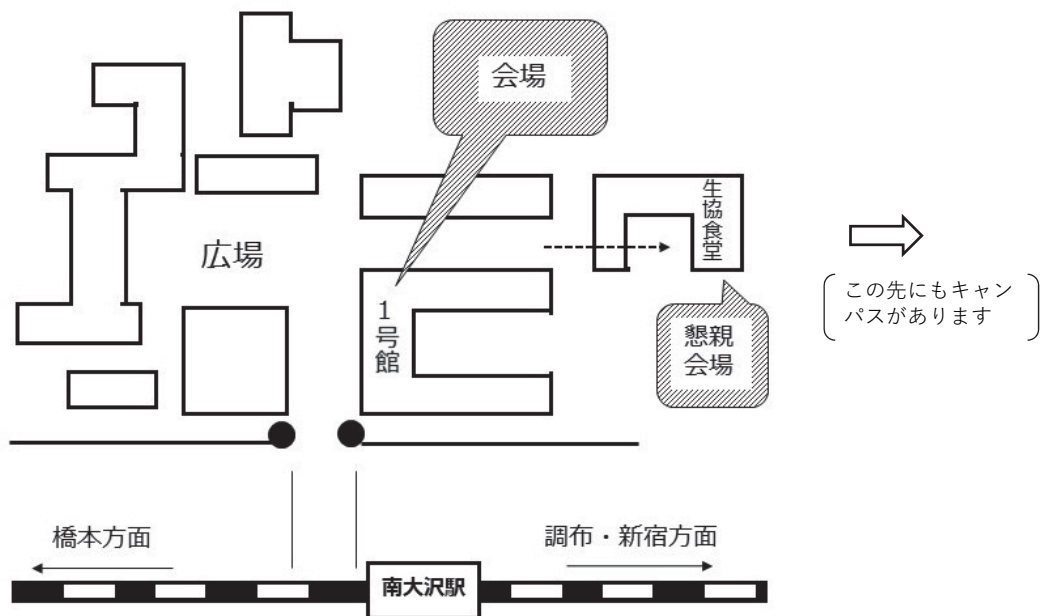 会場
生協食堂
広場
この先にもキャン
パスがあります
1号館
懇親
会場
橋本方面
調布・新宿方面
南大沢駅